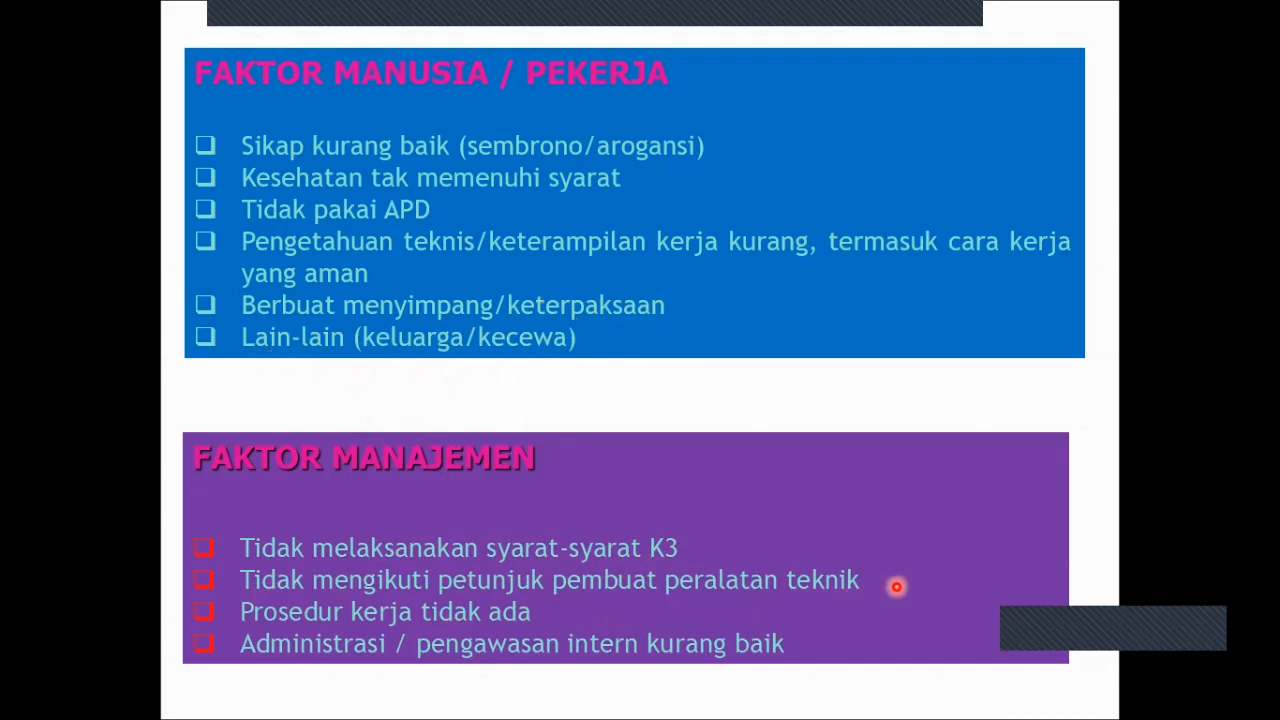 FAKTOR MANUSIA / PEKERJA
❑ Sikap kurang baik (sembrono/arogansi)
❑ Kesehatan tak memenuhi syarat
❑ Tidak pakai APD
❑ Pengetahuan teknis/keterampilan kerja kurang, termasuk cara kerja
yang aman
❑ Berbuat menyimpang/keterpaksaan
❑ Lain-lain (keluarga/kecewa)
FAKTOR MANAJEMEN
❑ Tidak melaksanakan syarat-syarat K3
❑ Tidak mengikuti petunjuk pembuat peralatan teknik
❑ Prosedur kerja tidak ada
❑ Administrasi / pengawasan intern kurang baik